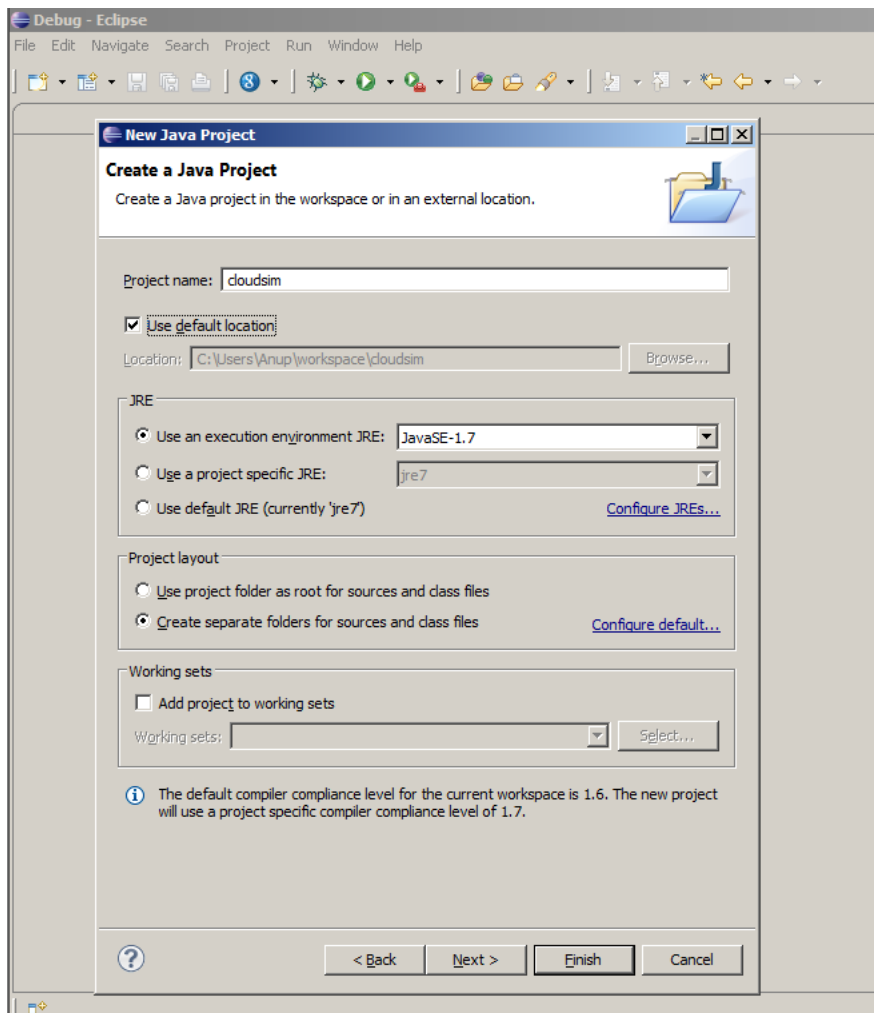 Debug - Eclipse
File Edit Navigate Search Project Run Window Help
8
New Java Project
Create a Java Project
Create a Java project in the workspace or in an external location.
Project name: cloudsim
Use default location
Location: C:\Users\Anup\workspace\cloudsim Browse...
JRE
Use an execution environment JRE: JavaSE-1.7
Use a project specific JRE: jre7
Use default JRE (currently 'jre7') Configure JREs...
Project layout
Use project folder as root for sources and class files
Create separate folders for sources and class files Configure default...
Working sets
Add project to working sets
Working sets: Select...
The default compiler compliance level for the current workspace is 1.6. The new project
will use a project specific compiler compliance level of 1.7.
? < Back Next > Finish Cancel